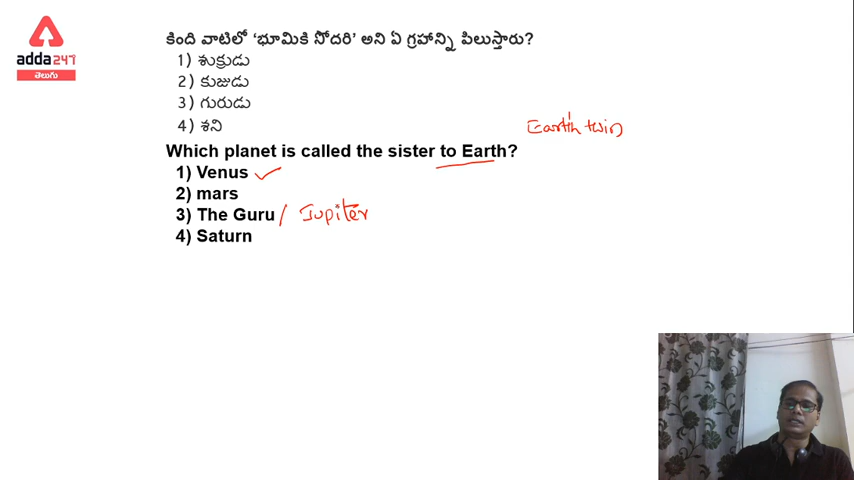 adda247
తెలుగు
కింది వాటిలో ‘భూమికి సోదరి’ అని ఏ గ్రహాన్ని పిలుస్తారు?
1) శుక్రుడు
2) కుజుడు
3) గురుడు
4) శని
Earth twin
Which planet is called the sister to Earth?
1) Venus
2) mars
3) The Guru / Jupiter
4) Saturn